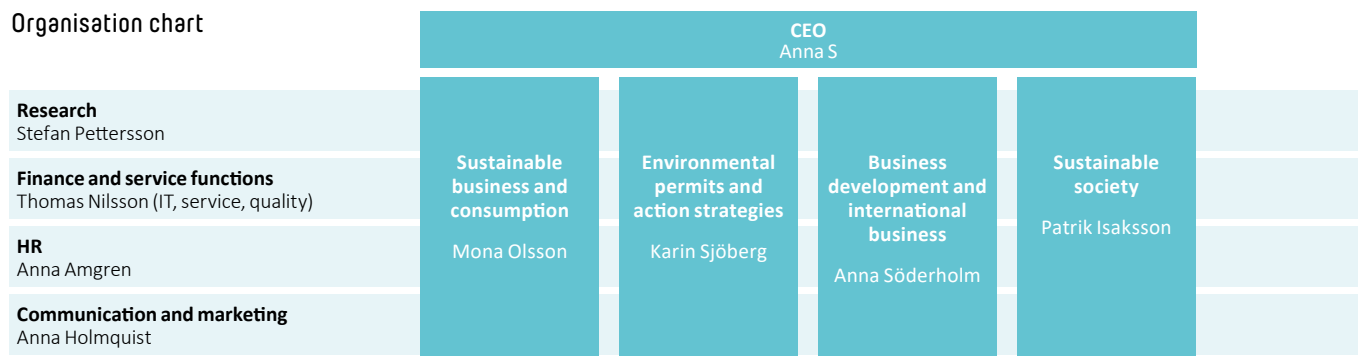 Organisation chart
CEO
Anna S
Research
Stefan Pettersson
Finance and service functions
Thomas Nilsson (IT, service, quality)
HR
Anna Amgren
Communication and marketing
Anna Holmquist
Sustainable
business and
consumption
Mona Olsson
Environmental
permits and
action strategies
Karin Sjöberg
Business
development and
international
business
Anna Söderholm
Sustainable
society
Patrik Isaksson